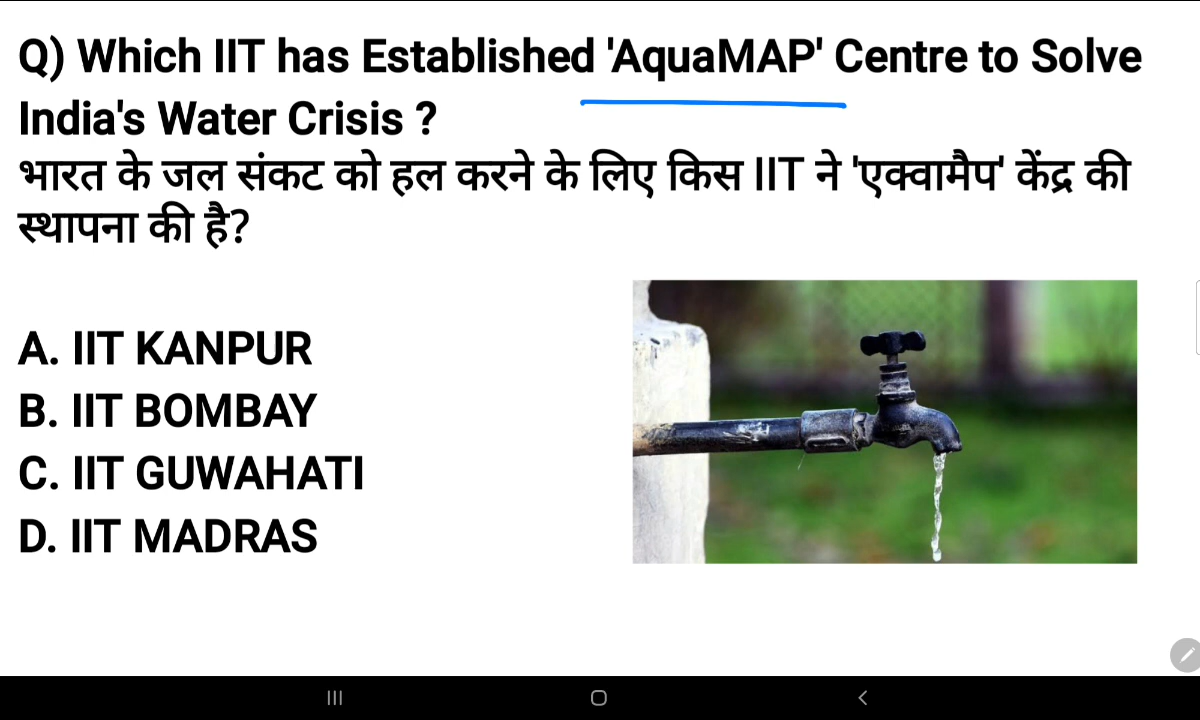 Q) Which IIT has Established 'AquaMAP' Centre to Solve
India's Water Crisis ?
भारत के जल संकट को हल करने के लिए किस IIT ने 'एक्वामैप' केंद्र की
स्थापना की है?
A. IIT KANPUR
B. IIT BOMBAY
C. IIT GUWAHATI
D. IIT MADRAS